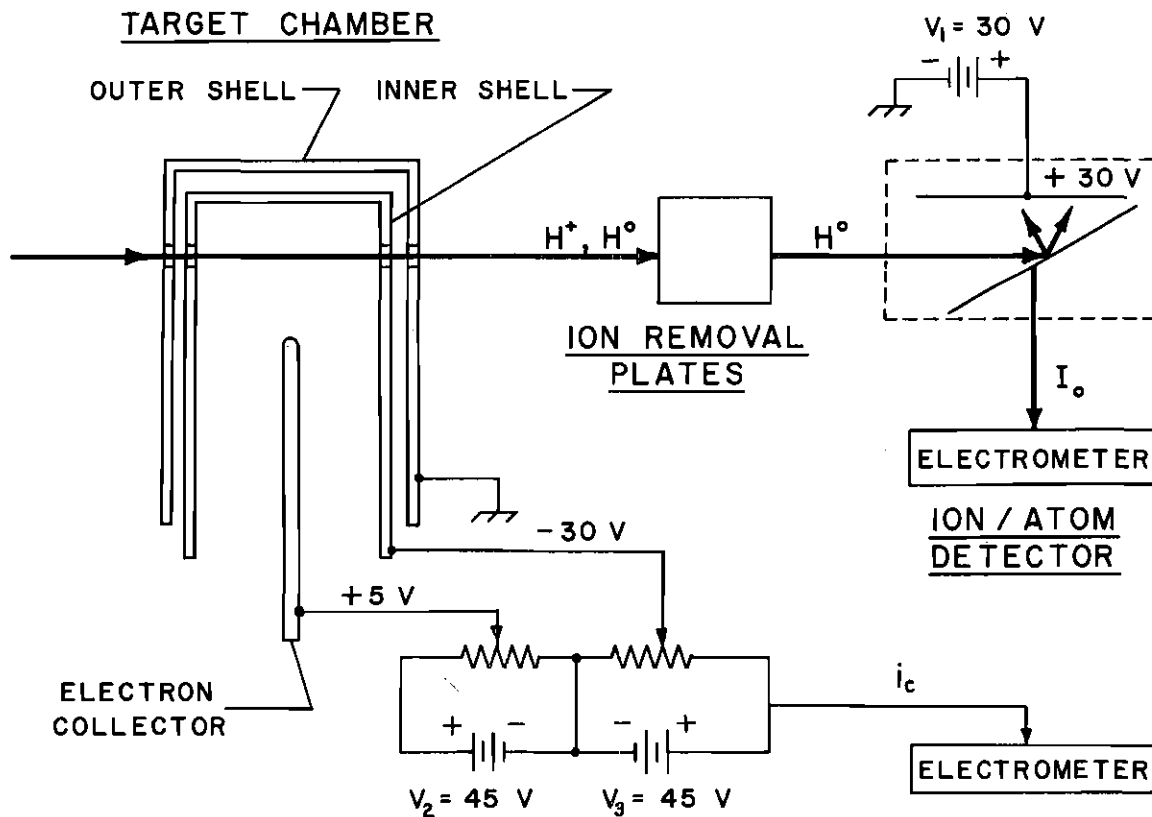 TARGET CHAMBER
OUTER SHELL
INNER SHELL
V₁ = 30 V
- +
+ 30 V
H⁺, H°
H°
ION REMOVAL
PLATES
I₀
ELECTROMETER
ION / ATOM
DETECTOR
-30 V
+5 V
ELECTRON
COLLECTOR
+ -
- +
V₂ = 45 V
V₃ = 45 V
i_c
ELECTROMETER